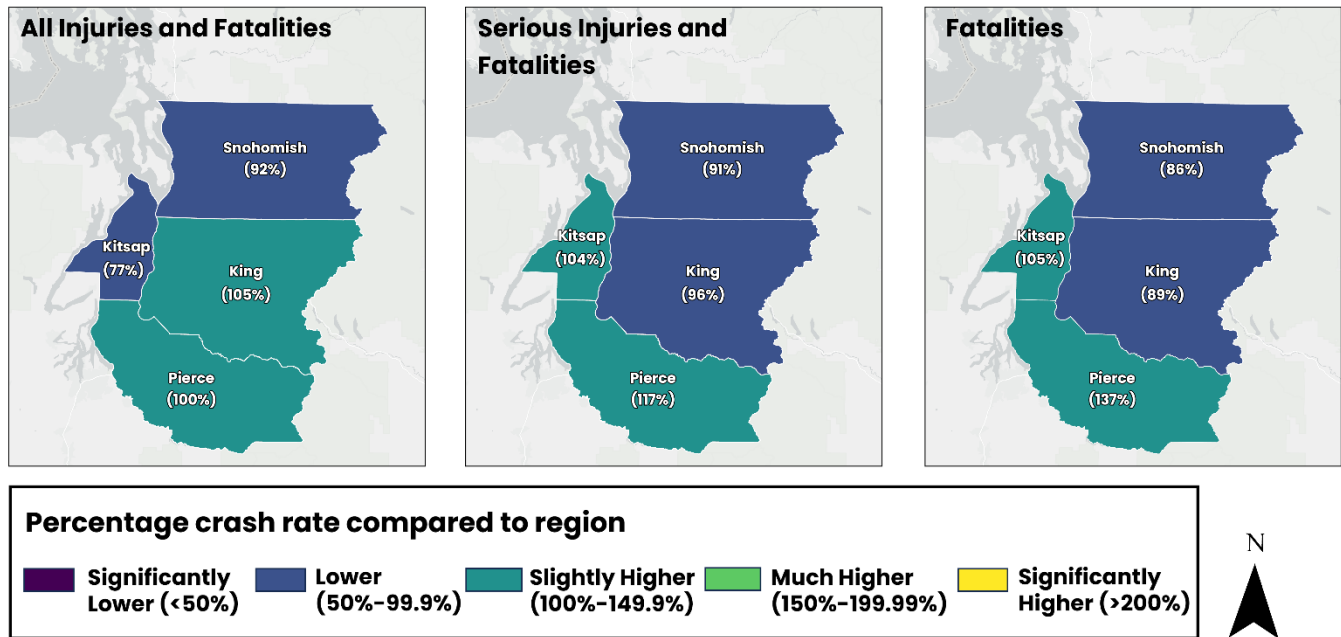 All Injuries and Fatalities
Snohomish
(92%)
Kitsap
(77%)
King
(105%)
Pierce
(100%)
Serious Injuries and
Fatalities
Snohomish
(91%)
Kitsap
(104%)
King
(96%)
Pierce
(117%)
Fatalities
Snohomish
(86%)
Kitsap
(105%)
King
(89%)
Pierce
(137%)
Percentage crash rate compared to region
Significantly
Lower (<50%)
Lower
(50%-99.9%)
Slightly Higher
(100%-149.9%)
Much Higher
(150%-199.99%)
Significantly
Higher (>200%)
N